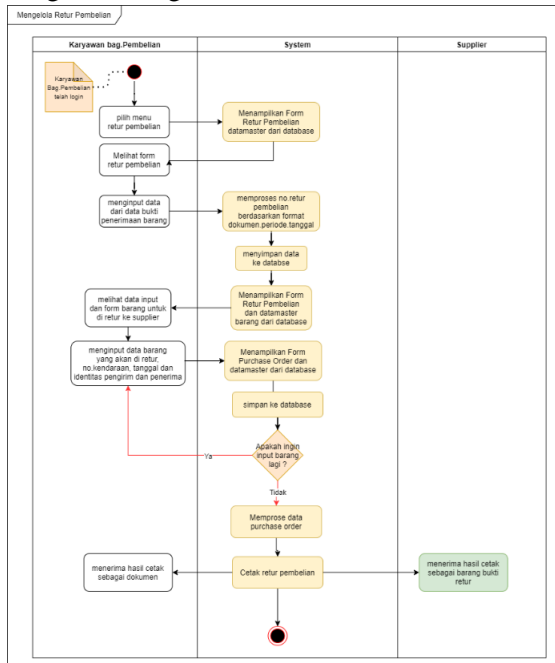 Mengelola Retur Pembelian
Karyawan bag.Pembelian
System
Supplier
Karyawan
Bag.Pembelian
telah login
pilih menu
retur pembelian
Menampilkan Form
Retur Pembelian
datamaster dari database
Melihat form
retur pembelian
menginput data
dari data bukti
penerimaan barang
memproses no.retur
pembelian
berdasarkan format
dokumen.periode.tanggal
menyimpan data
ke databse
melihat data input
dan form barang untuk
di retur ke supplier
Menampilkan Form
Retur Pembelian
dan datamaster
barang dari database
menginput data barang
yang akan di retur,
no.kendaraan, tanggal dan
identitas pengirim dan penerima
Menampilkan Form
Purchase Order dan
datamaster dari database
simpan ke database
Apakah ingin
input barang
lagi ?
Ya
Tidak
Memprose data
purchase order
menerima hasil cetak
sebagai dokumen
Cetak retur pembelian
menerima hasil cetak
sebagai barang bukti
retur